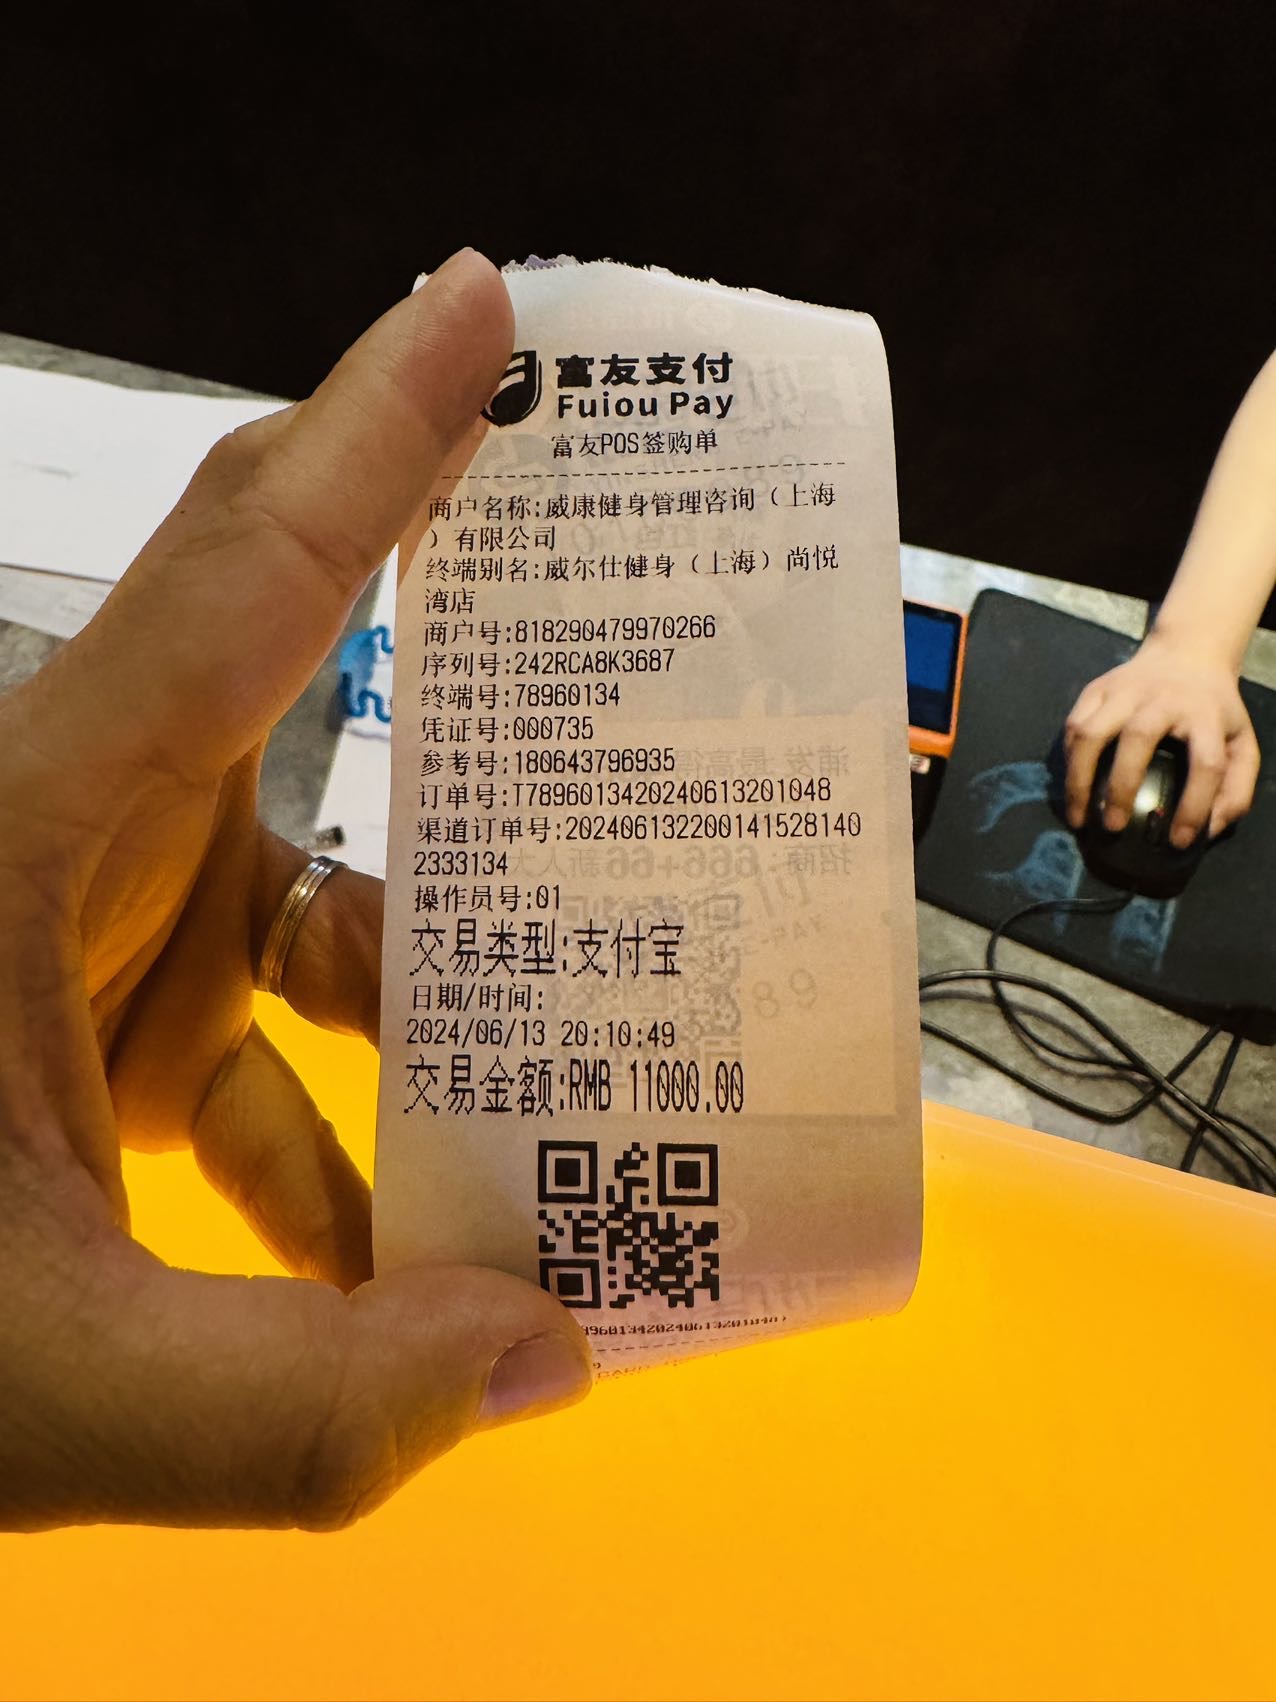 富友支付
Fuiou Pay
富友POS签购单
商户名称:威康健身管理咨询（上海
）有限公司
终端别名:威尔仕健身（上海）尚悦
湾店
商户号:818290479970266
序列号:242RCA8K3687
终端号:78960134
凭证号:000735
参考号:180643796935
订单号:T7896013420240613201048
渠道订单号:202406132200141528140
2333134
操作员号:01
交易类型:支付宝
日期/时间:
2024/06/13 20:10:49
交易金额:RMB 11000.00